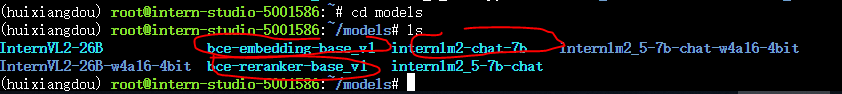 (huixiangdou) root@intern-studio-5001586:~# cd models
(huixiangdou) root@intern-studio-5001586:~/models# ls
InternVL2-26B bce-embedding-base_v1 internlm2-chat-7b internlm2_5-7b-chat-w4a16-4bit
InternVL2-26B-w4a16-4bit bce-reranker-base_v1 internlm2_5-7b-chat
(huixiangdou) root@intern-studio-5001586:~/models#